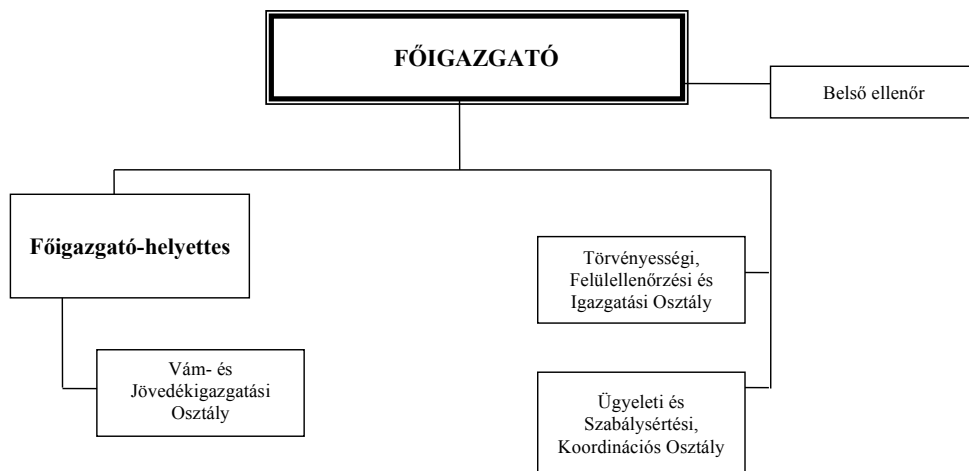 FŐIGAZGATÓ
Belső ellenőr
Főigazgató-helyettes
Törvényességi,
Felülellenőrzési és
Igazgatási Osztály
Vám- és
Jövedékigazgatási
Osztály
Ügyeleti és
Szabálysértési,
Koordinációs Osztály